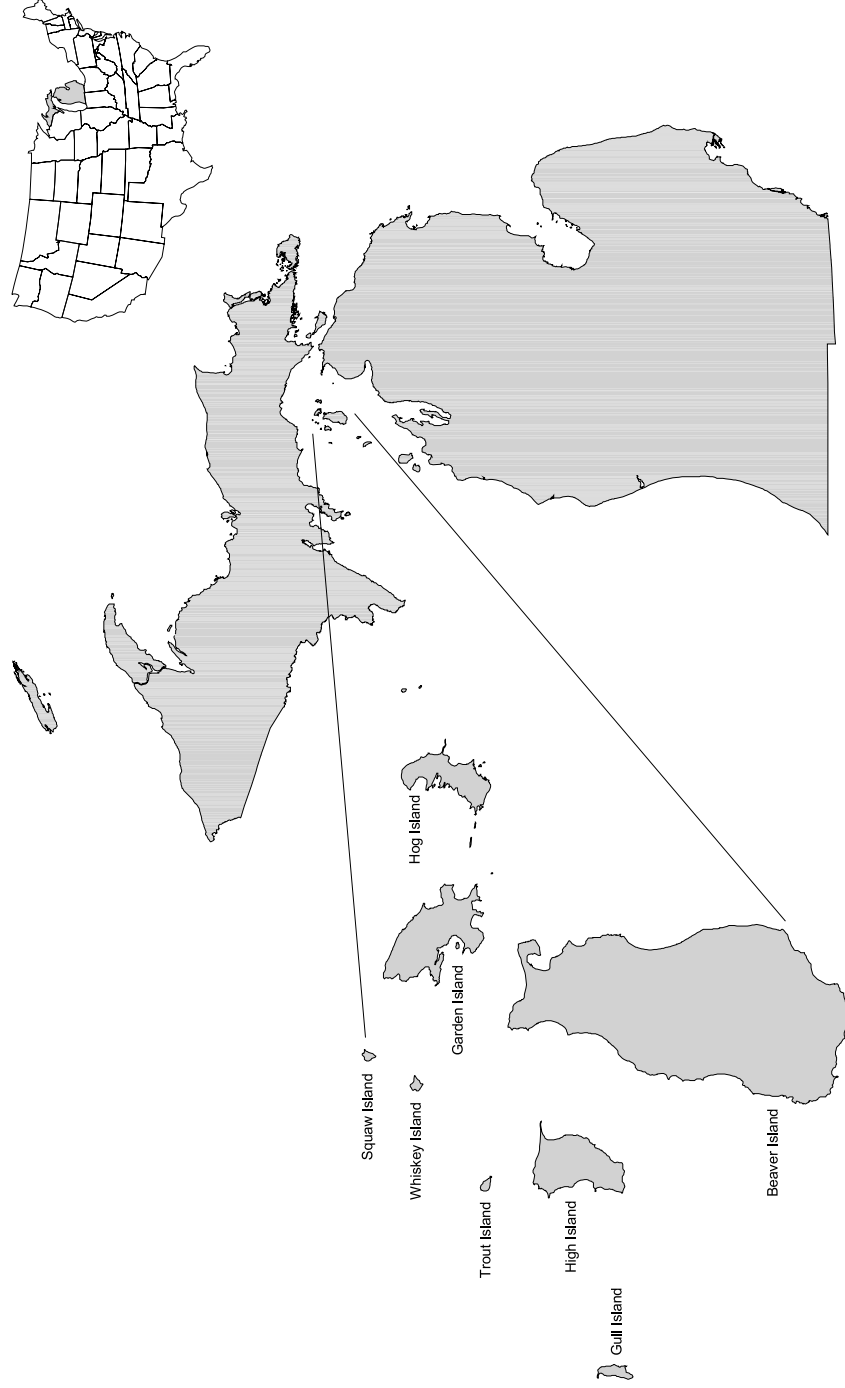 Squaw Island
Whiskey Island
Trout Island
High Island
Gull Island
Garden Island
Hog Island
Beaver Island